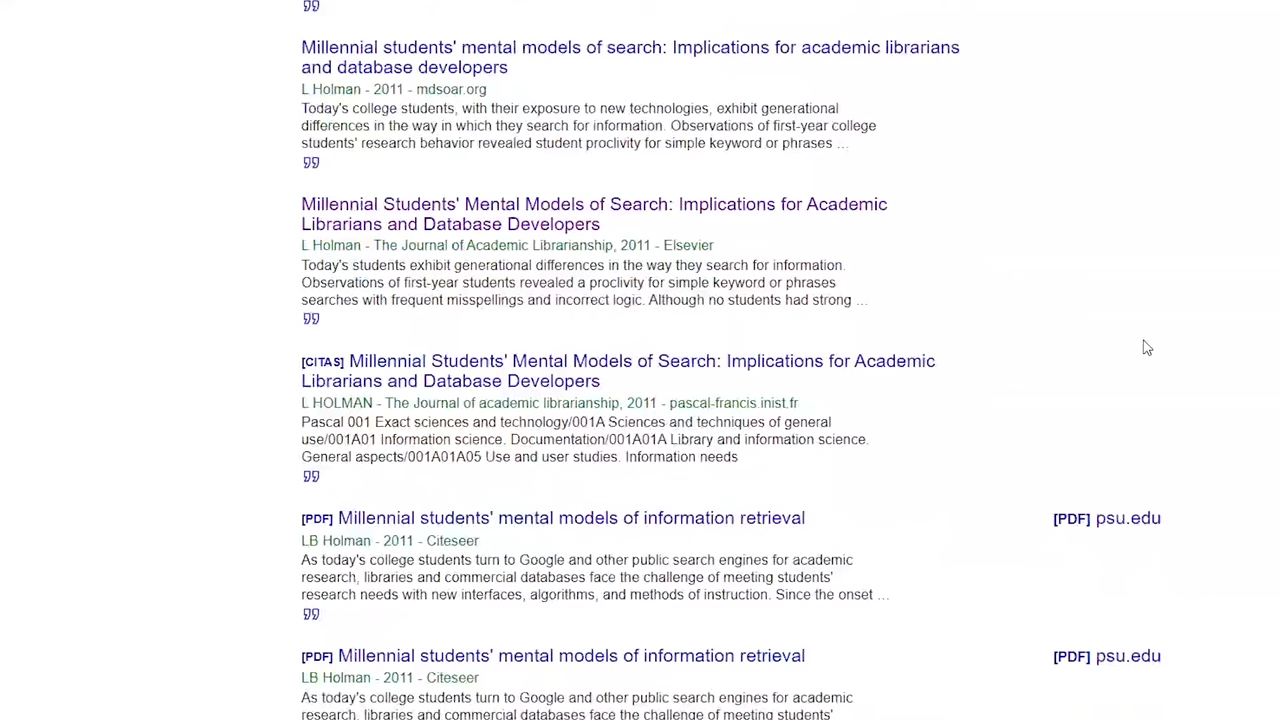 Millennial students' mental models of search: Implications for academic librarians
and database developers
L Holman - 2011 - mdsoar.org
Today's college students, with their exposure to new technologies, exhibit generational
differences in the way in which they search for information. Observations of first-year college
students' research behavior revealed student proclivity for simple keyword or phrases ...
Millennial Students' Mental Models of Search: Implications for Academic
Librarians and Database Developers
L Holman - The Journal of Academic Librarianship, 2011 - Elsevier
Today's students exhibit generational differences in the way they search for information.
Observations of first-year students revealed a proclivity for simple keyword or phrases
searches with frequent misspellings and incorrect logic. Although no students had strong ...
[CITAS] Millennial Students' Mental Models of Search: Implications for Academic
Librarians and Database Developers
L HOLMAN - The Journal of academic librarianship, 2011 - pascal-francis.inist.fr
Pascal 001 Exact sciences and technology/001A Sciences and techniques of general
use/001A01 Information science. Documentation/001A01A Library and information science.
General aspects/001A01A05 Use and user studies. Information needs
[PDF] Millennial students' mental models of information retrieval [PDF] psu.edu
LB Holman - 2011 - Citeseer
As today's college students turn to Google and other public search engines for academic
research, libraries and commercial databases face the challenge of meeting students'
research needs with new interfaces, algorithms, and methods of instruction. Since the onset ...
[PDF] Millennial students' mental models of information retrieval [PDF] psu.edu
LB Holman - 2011 - Citeseer
As today's college students turn to Google and other public search engines for academic
research, libraries and commercial databases face the challenge of meeting students'